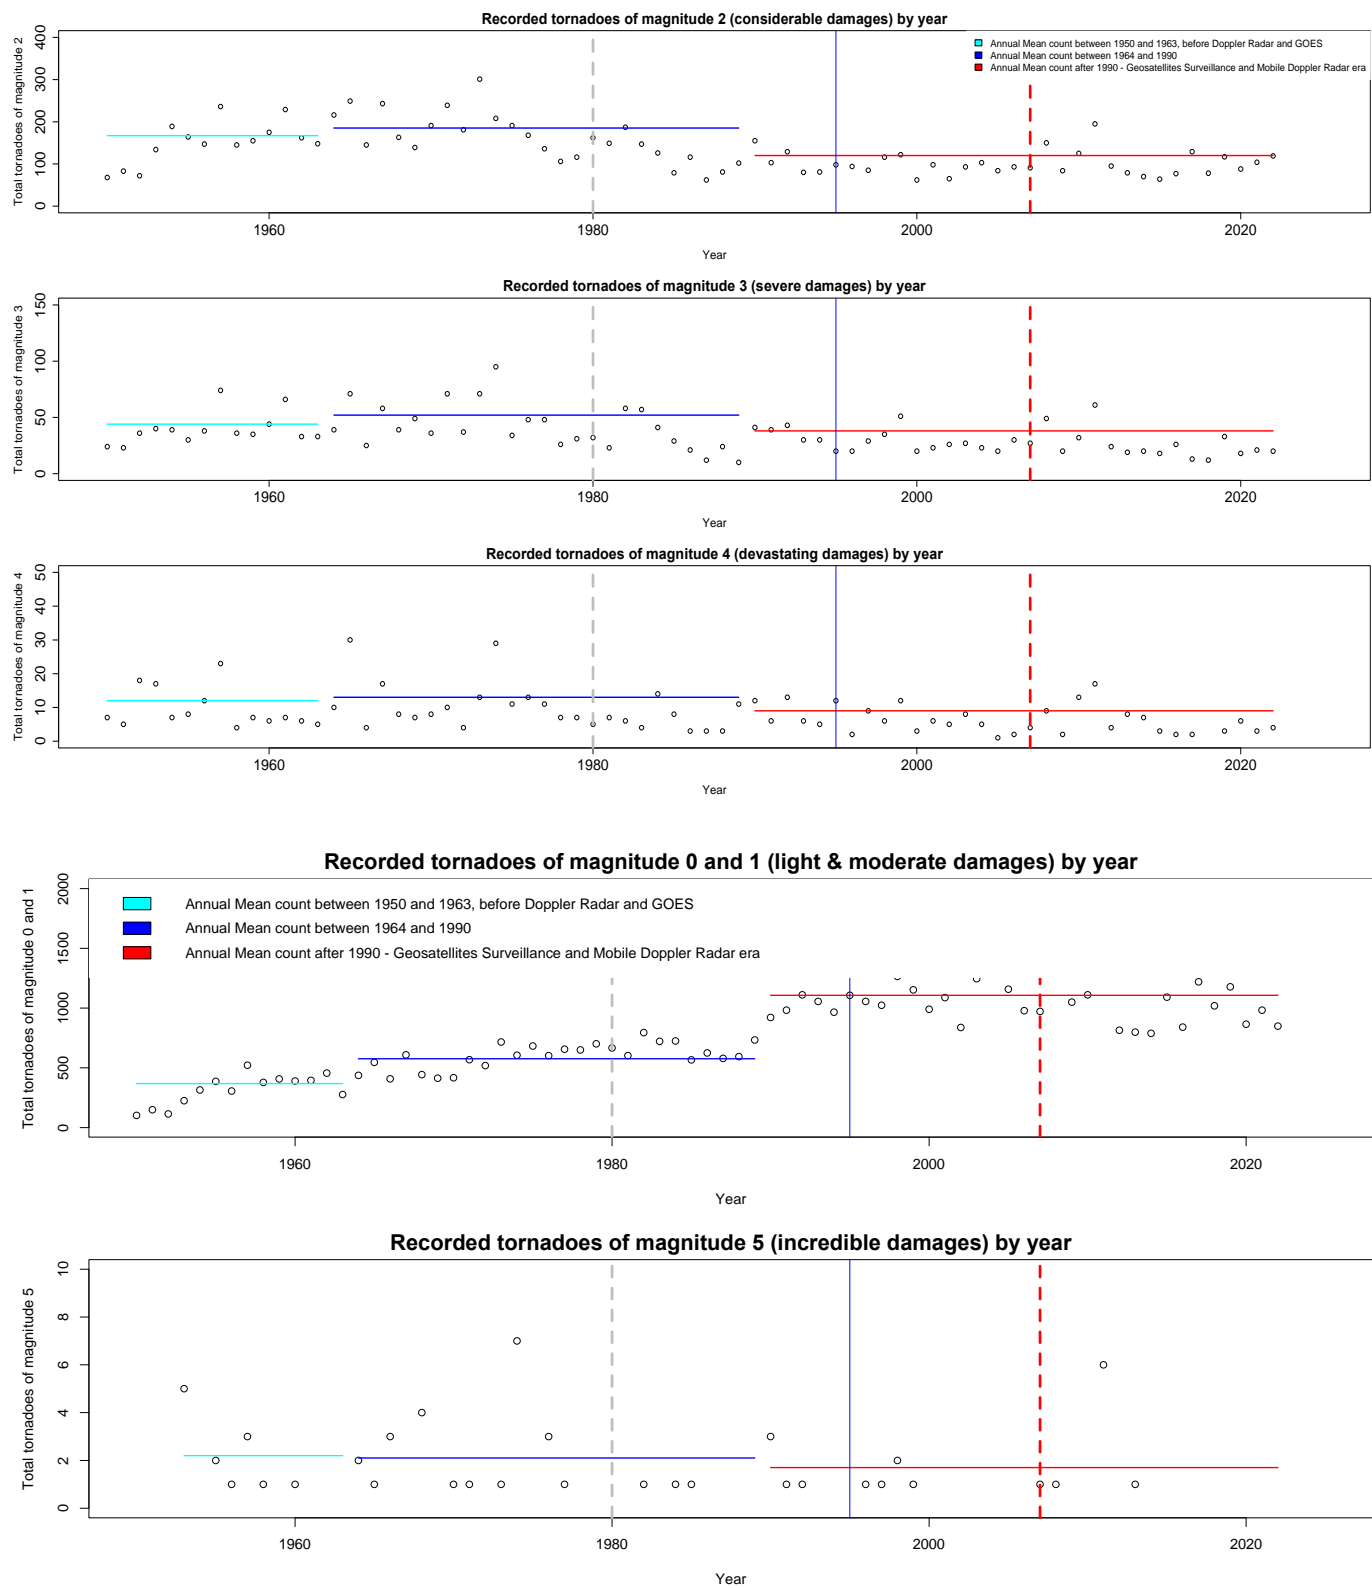 Recorded tornadoes of magnitude 2 (considerable damages) by year
Total tornadoes of magnitude 2
400
300
200
100
0
Annual Mean count between 1950 and 1963, before Doppler Radar and GOES
Annual Mean count between 1964 and 1990
Annual Mean count after 1990 - Geosatellites Surveillance and Mobile Doppler Radar era
1960 1980 2000 2020
Year
Recorded tornadoes of magnitude 3 (severe damages) by year
Total tornadoes of magnitude 3
150
100
50
0
1960 1980 2000 2020
Year
Recorded tornadoes of magnitude 4 (devastating damages) by year
Total tornadoes of magnitude 4
50
40
30
20
10
0
1960 1980 2000 2020
Year
Recorded tornadoes of magnitude 0 and 1 (light & moderate damages) by year
Total tornadoes of magnitude 0 and 1
2000
1500
1000
500
0
Annual Mean count between 1950 and 1963, before Doppler Radar and GOES
Annual Mean count between 1964 and 1990
Annual Mean count after 1990 - Geosatellites Surveillance and Mobile Doppler Radar era
1960 1980 2000 2020
Year
Recorded tornadoes of magnitude 5 (incredible damages) by year
Total tornadoes of magnitude 5
10
8
6
4
2
0
1960 1980 2000 2020
Year